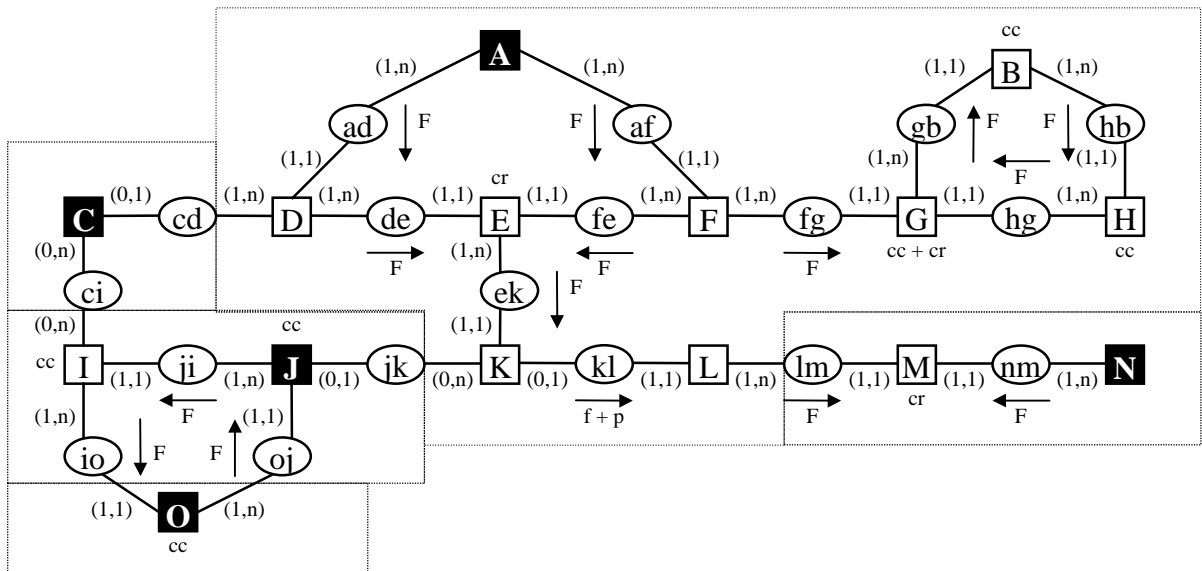 A
cc
(1,n) (1,n) (1,1) B (1,n)
ad F F af gb F F hb
(1,1) (1,1) (1,n) F (1,1)
(0,1) (1,n) (1,n) (1,1) cr (1,1) (1,n) (1,n) (1,1) (1,1) (1,n)
C cd D de E fe F fg G hg H
(0,n) F (1,n) F F cc + cr cc
ci ek F
(0,n) cc (1,1)
cc I ji J jk K kl L lm M nm N
(1,1) (1,n) (0,1) (0,n) (0,1) (1,1) (1,n) (1,1) cr (1,1) (1,n)
(1,n) F (1,1) f + p F F
io F F oj
(1,1) O (1,n)
cc